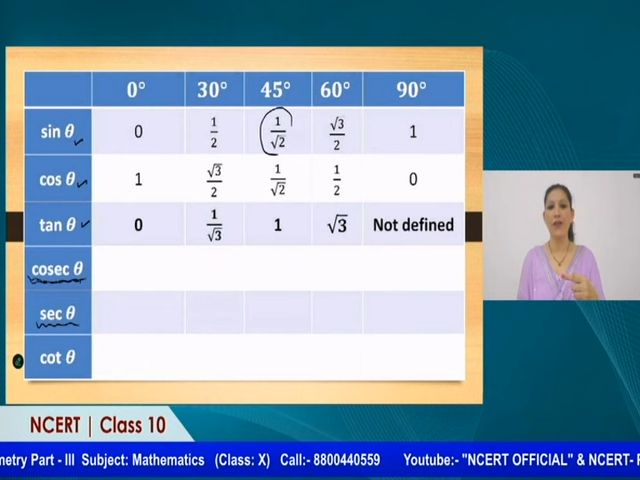 0° 30° 45° 60° 90°
sin θ 0 1/2 1/√2 √3/2 1
cos θ 1 √3/2 1/√2 1/2 0
tan θ 0 1/√3 1 √3 Not defined
cosec θ
sec θ
cot θ
NCERT | Class 10
metry Part - III Subject: Mathematics (Class: X) Call:- 8800440559 Youtube:- "NCERT OFFICIAL" & NCERT-